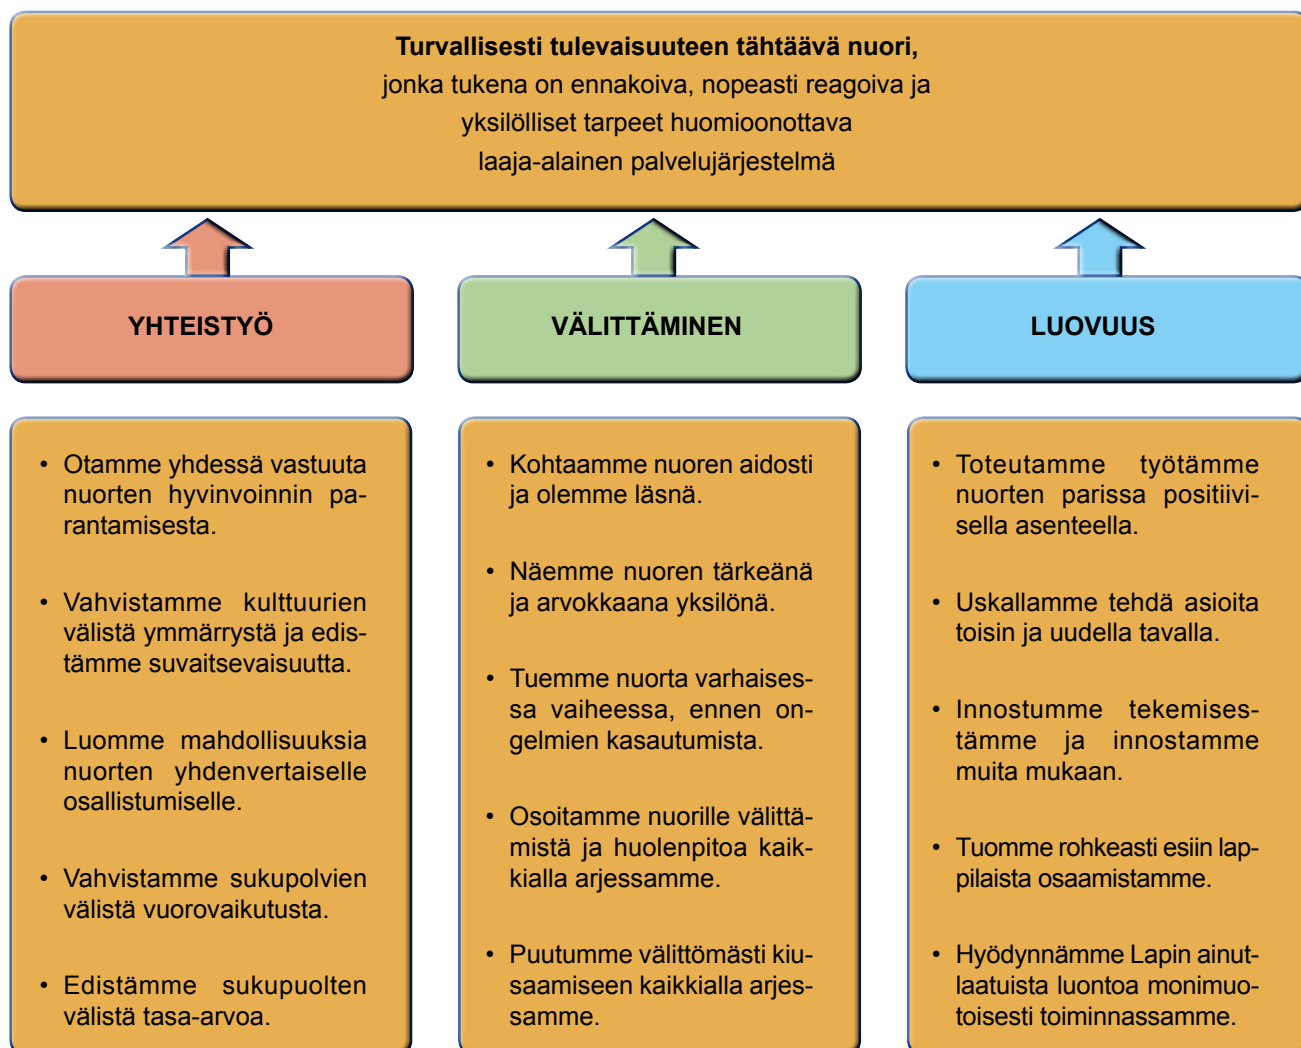 Turvallisesti tulevaisuuteen tähtäävä nuori,
jonka tukena on ennakoiva, nopeasti reagoiva ja
yksilölliset tarpeet huomioonottava
laaja-alainen palvelujärjestelmä
YHTEISTYÖ
VÄLITTÄMINEN
LUOVUUS
• Otamme yhdessä vastuuta
nuorten hyvinvoinnin pa-
rantamisesta.
• Vahvistamme kulttuurien
välistä ymmärrystä ja edis-
tämme suvaitsevaisuutta.
• Luomme mahdollisuuksia
nuorten yhdenvertaiselle
osallistumiselle.
• Vahvistamme sukupolvien
välistä vuorovaikutusta.
• Edistämme sukupuolten
välistä tasa-arvoa.
• Kohtaamme nuoren aidosti
ja olemme läsnä.
• Näemme nuoren tärkeänä
ja arvokkaana yksilönä.
• Tuemme nuorta varhaises-
sa vaiheessa, ennen on-
gelmien kasautumista.
• Osoitamme nuorille välittä-
mistä ja huolenpitoa kaik-
kialla arjessamme.
• Puutumme välittömästi kiu-
saamiseen kaikkialla arjes-
samme.
• Toteutamme työtämme
nuorten parissa positiivi-
sella asenteella.
• Uskallamme tehdä asioita
toisin ja uudella tavalla.
• Innostumme tekemises-
tämme ja innostamme
muita mukaan.
• Tuomme rohkeasti esiin lap-
pilaista osaamistamme.
• Hyödynnämme Lapin ainut-
laatuista luontoa monimuo-
toisesti toiminnassamme.